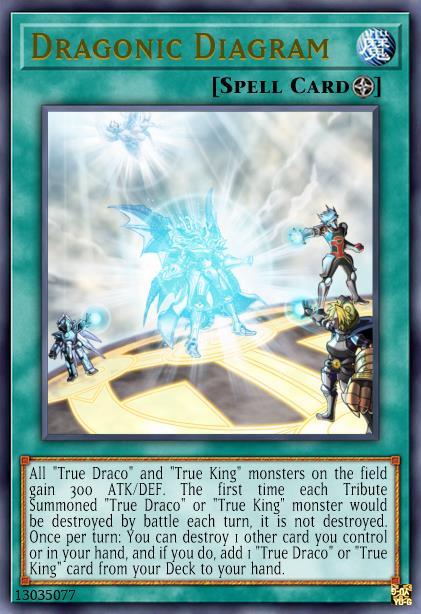 DRAGONIC DIAGRAM
魔
[SPELL CARD]
All "True Draco" and "True King" monsters on the field
gain 300 ATK/DEF. The first time each Tribute
Summoned "True Draco" or "True King" monster would
be destroyed by battle each turn, it is not destroyed.
Once per turn: You can destroy 1 other card you control
or in your hand, and if you do, add 1 "True Draco" or "True
King" card from your Deck to your hand.
13035077